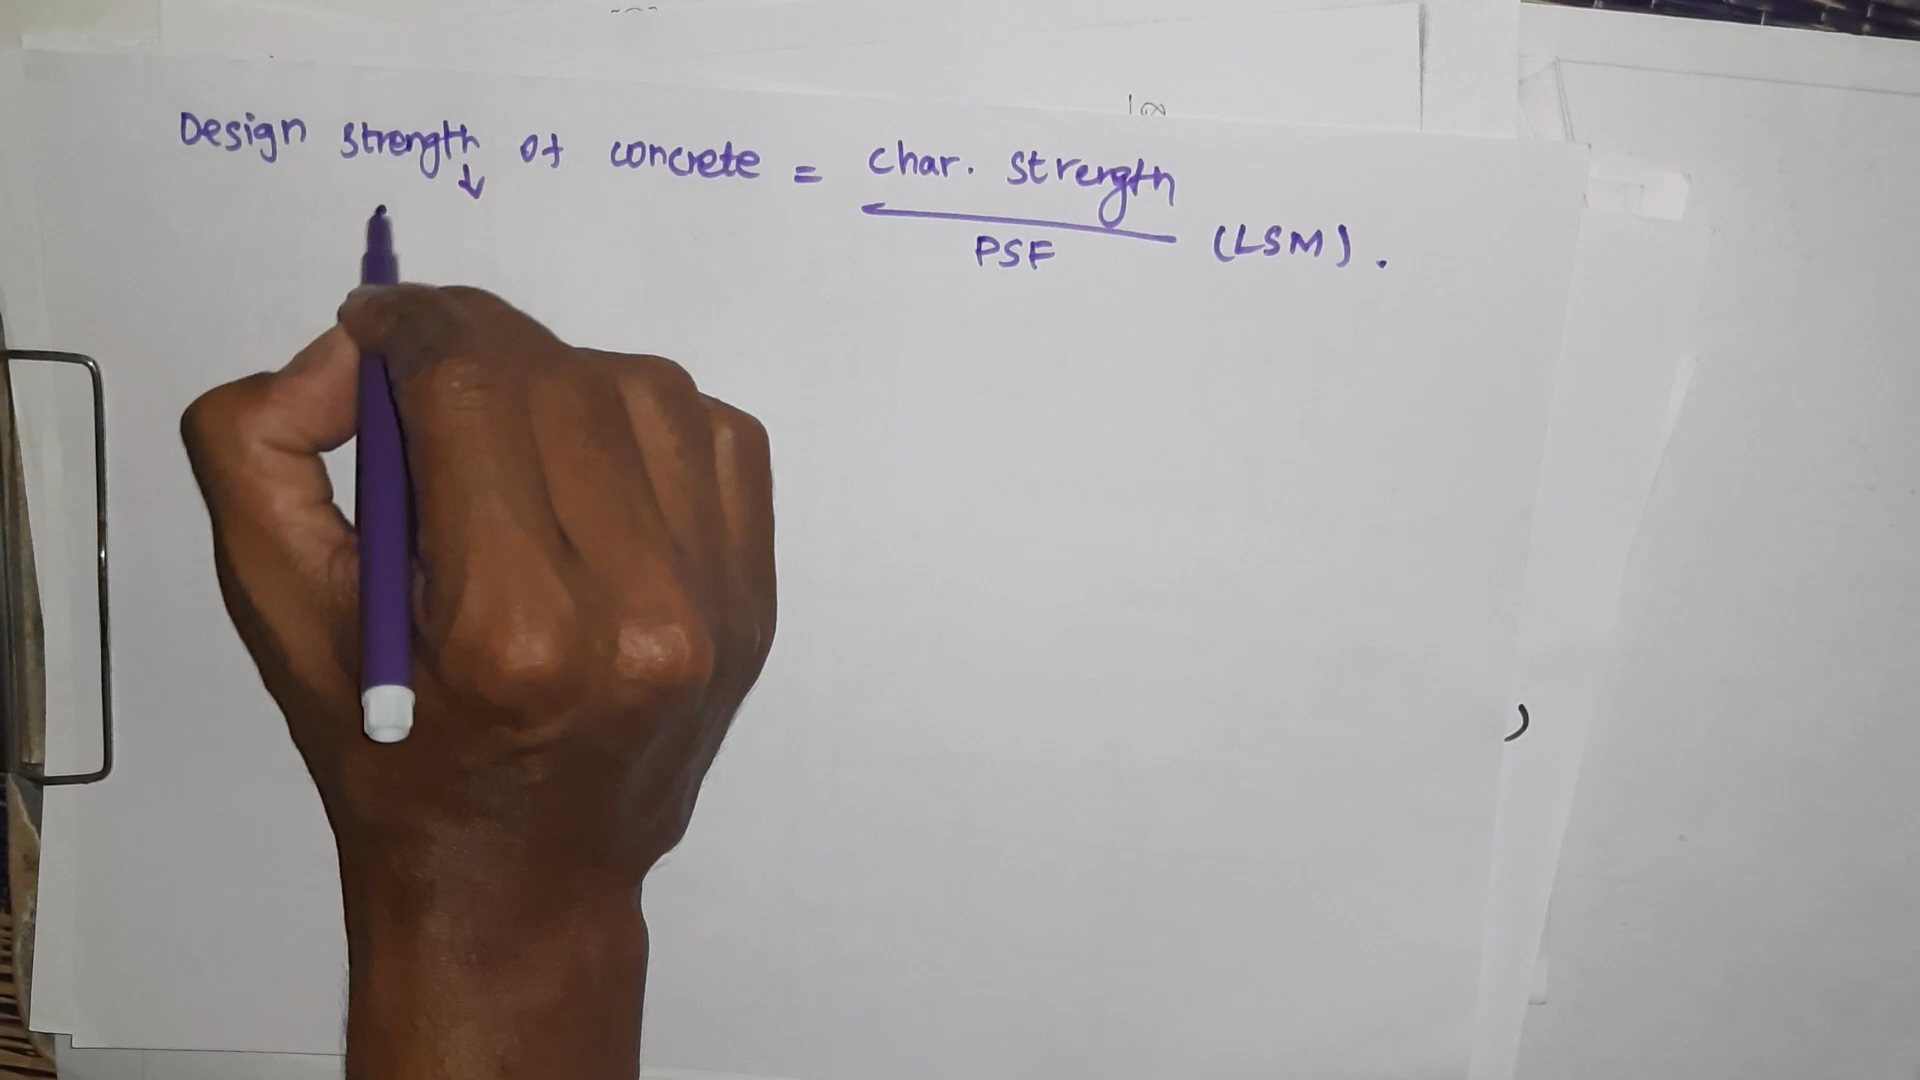 Design strength of concrete = char. strength
PSF (LSM).